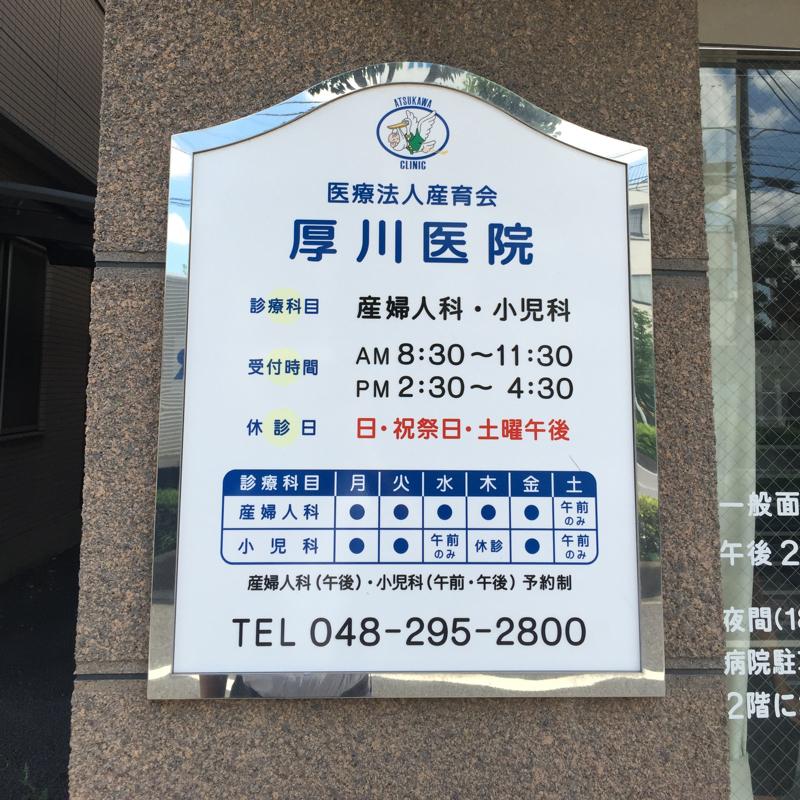 ATSUKAWA
CLINIC
医療法人産育会
厚川医院
診療科目 産婦人科・小児科
受付時間 AM 8:30〜11:30
PM 2:30〜 4:30
休診日 日・祝祭日・土曜午後
診療科目 月 火 水 木 金 土
産婦人科 ● ● ● ● ● 午前のみ
小児科 ● ● 午前のみ 休診 ● 午前のみ
産婦人科(午後)・小児科(午前・午後) 予約制
TEL 048-295-2800
一般面
午後2
夜間(18
病院駐
2階に